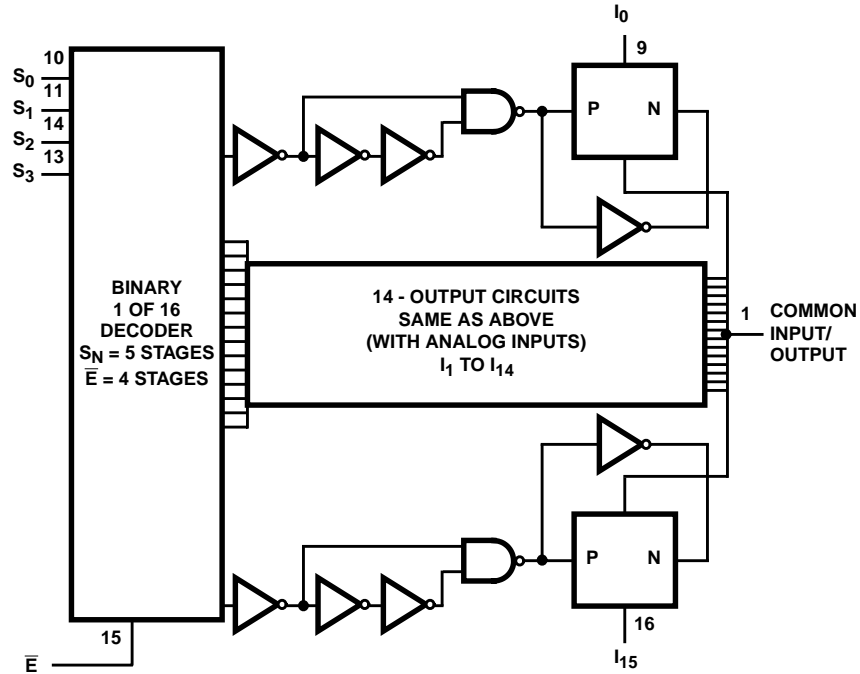 I0
9
10
S0
11
S1
14
S2
13
S3
P N
BINARY
1 OF 16
DECODER
SN = 5 STAGES
E̅ = 4 STAGES
14 - OUTPUT CIRCUITS
SAME AS ABOVE
(WITH ANALOG INPUTS)
I1 TO I14
1
COMMON
INPUT/
OUTPUT
P N
15
16
E̅
I15